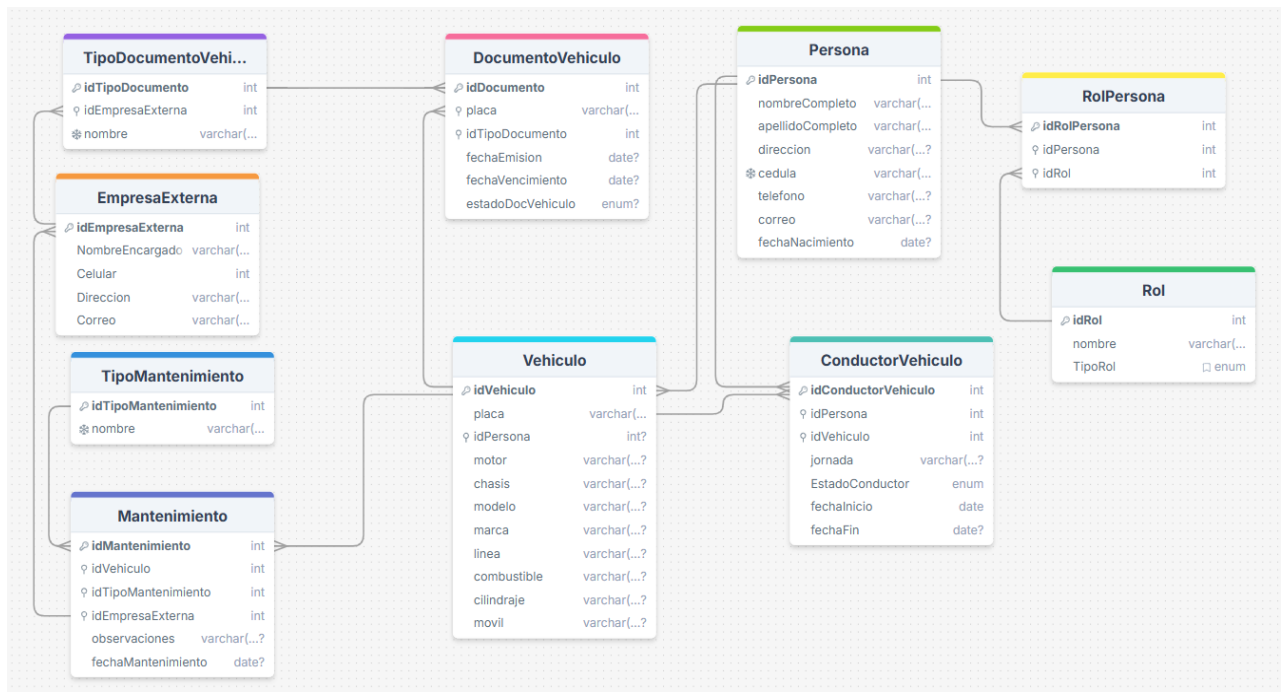 TipoDocumentoVehi...
idTipoDocumento int
idEmpresaExterna int
nombre varchar(...
EmpresaExterna
idEmpresaExterna int
NombreEncargado varchar(...
Celular int
Direccion varchar(...
Correo varchar(...
TipoMantenimiento
idTipoMantenimiento int
nombre varchar(...
Mantenimiento
idMantenimiento int
idVehiculo int
idTipoMantenimiento int
idEmpresaExterna int
observaciones varchar(...?
fechaMantenimiento date?
DocumentoVehiculo
idDocumento int
placa varchar(...
idTipoDocumento int
fechaEmision date?
fechaVencimiento date?
estadoDocVehiculo enum?
Vehiculo
idVehiculo int
placa varchar(...
idPersona int?
motor varchar(...?
chasis varchar(...?
modelo varchar(...?
marca varchar(...?
linea varchar(...?
combustible varchar(...?
cilindraje varchar(...?
movil varchar(...?
Persona
idPersona int
nombreCompleto varchar(...
apellidoCompleto varchar(...
direccion varchar(...?
cedula varchar(...
telefono varchar(...?
correo varchar(...?
fechaNacimiento date?
ConductorVehiculo
idConductorVehiculo int
idPersona int
idVehiculo int
jornada varchar(...?
EstadoConductor enum
fechaInicio date
fechaFin date?
RolPersona
idRolPersona int
idPersona int
idRol int
Rol
idRol int
nombre varchar(...
TipoRol enum